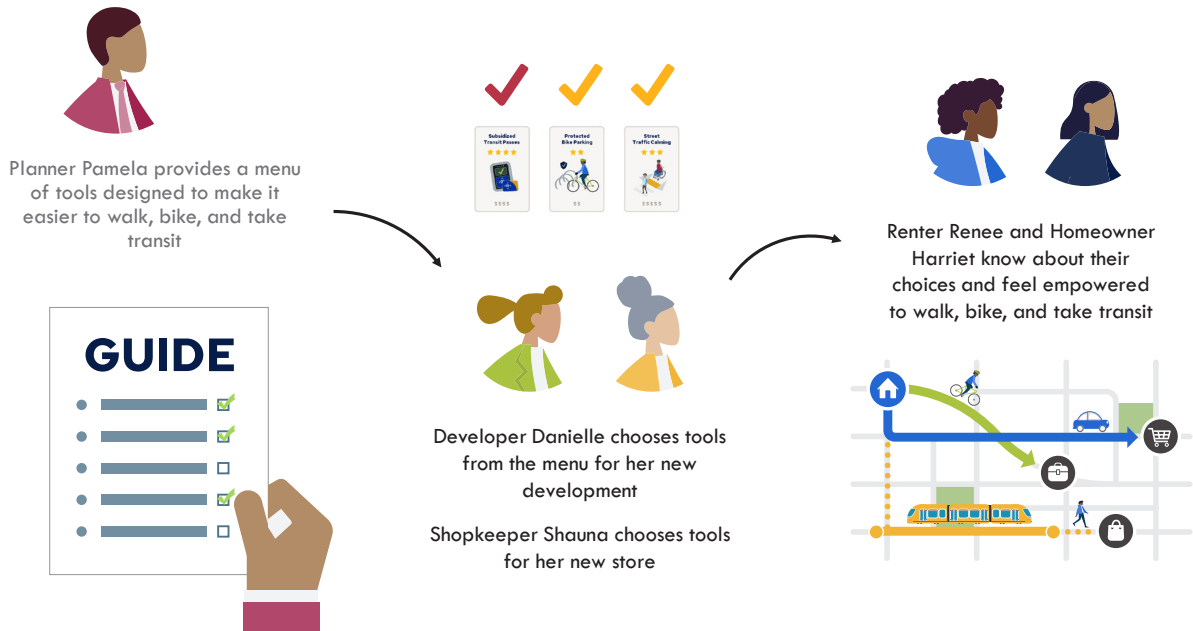 Planner Pamela provides a menu
of tools designed to make it
easier to walk, bike, and take
transit
GUIDE
Subsidized
Transit Passes
$$$$
Protected
Bike Parking
$$
Street
Traffic Calming
$$$$$
Developer Danielle chooses tools
from the menu for her new
development
Shopkeeper Shauna chooses tools
for her new store
Renter Renee and Homeowner
Harriet know about their
choices and feel empowered
to walk, bike, and take transit